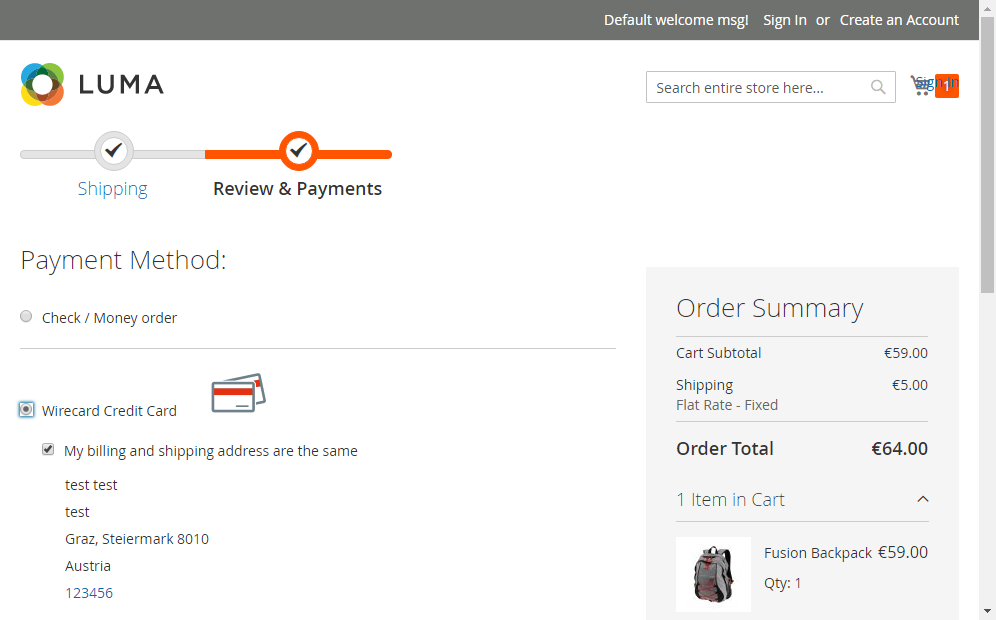 Default welcome msg! Sign In or Create an Account
LUMA
Search entire store here...
Sign In
1
Shipping
Review & Payments
Payment Method:
Check / Money order
Wirecard Credit Card
My billing and shipping address are the same
test test
test
Graz, Steiermark 8010
Austria
123456
Order Summary
Cart Subtotal €59.00
Shipping €5.00
Flat Rate - Fixed
Order Total €64.00
1 Item in Cart
Fusion Backpack €59.00
Qty: 1